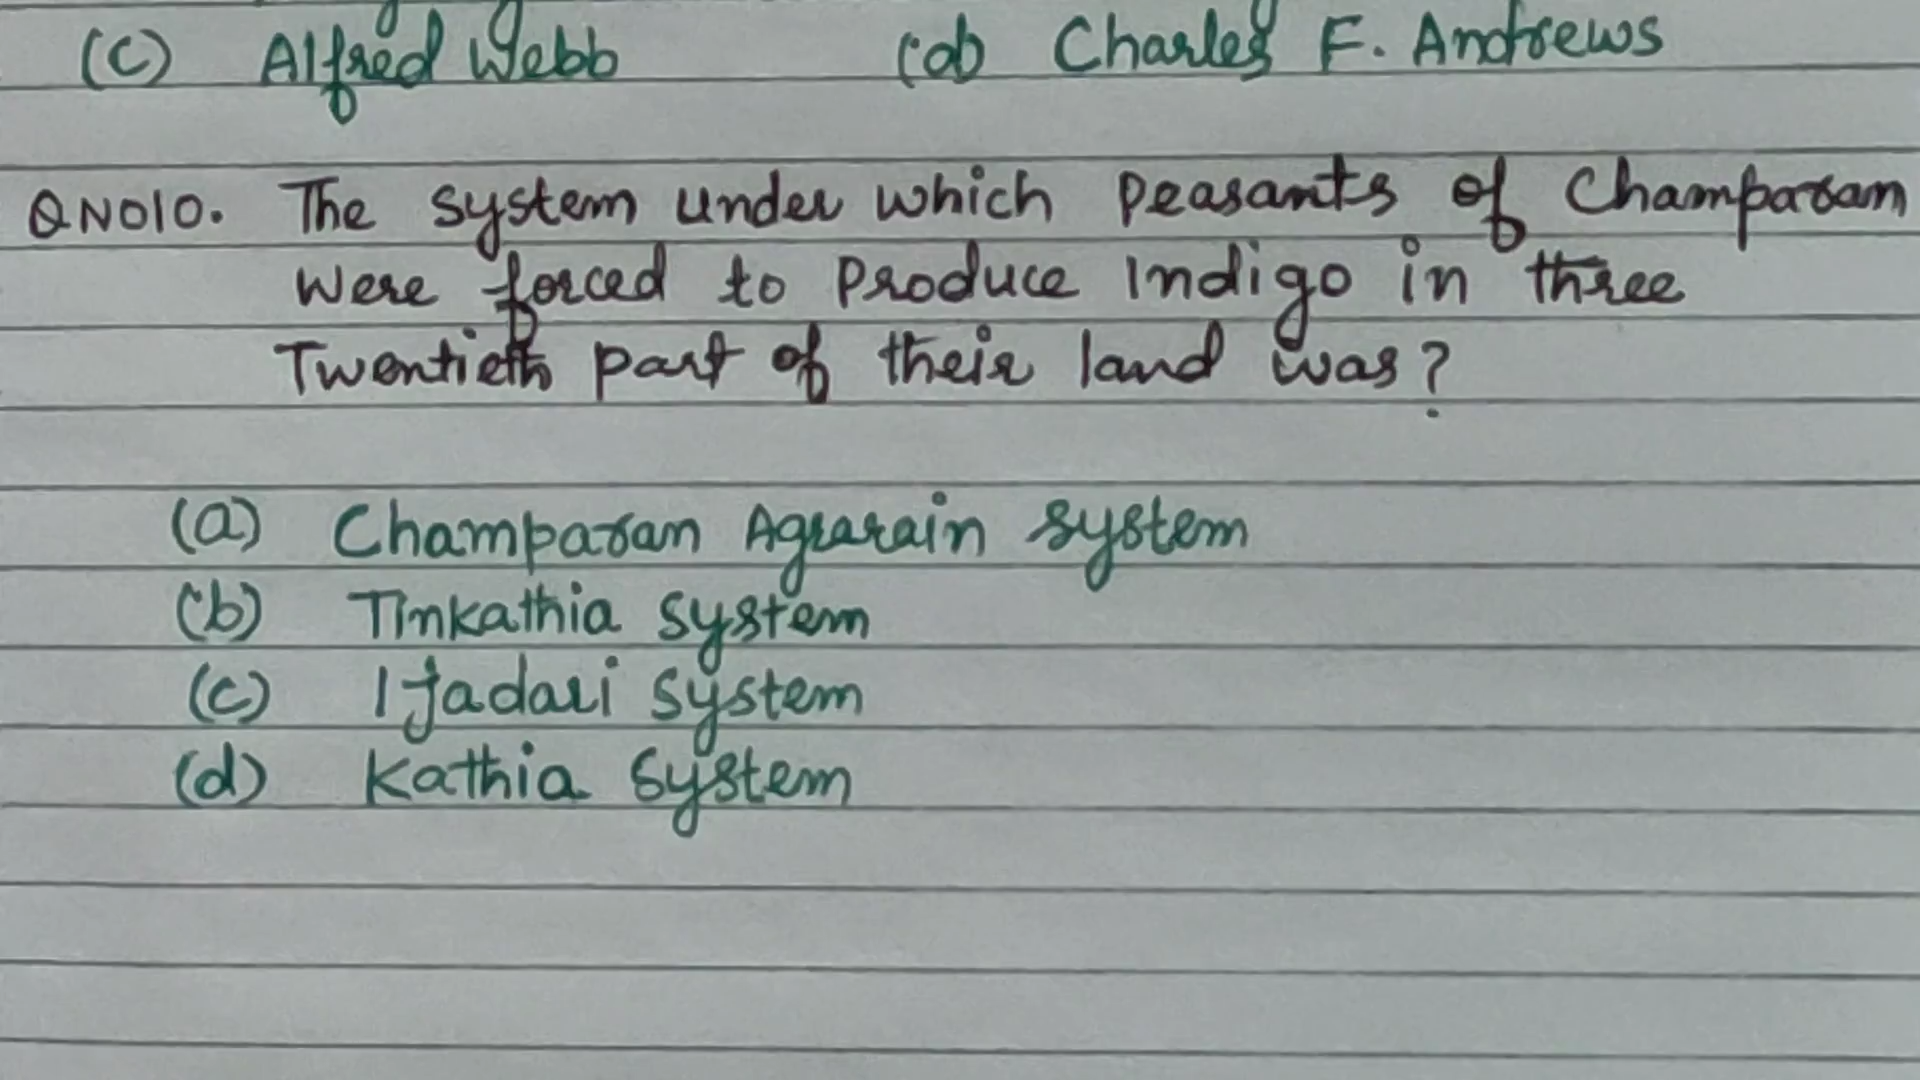 (C) Alfred Webb (d) Charles F. Andrews
QNO10. The system under which peasants of Champaran
were forced to produce Indigo in three
Twentieth part of their land was?
(a) Champaran Agrarain system
(b) Tinkathia system
(c) Ijadari system
(d) Kathia system